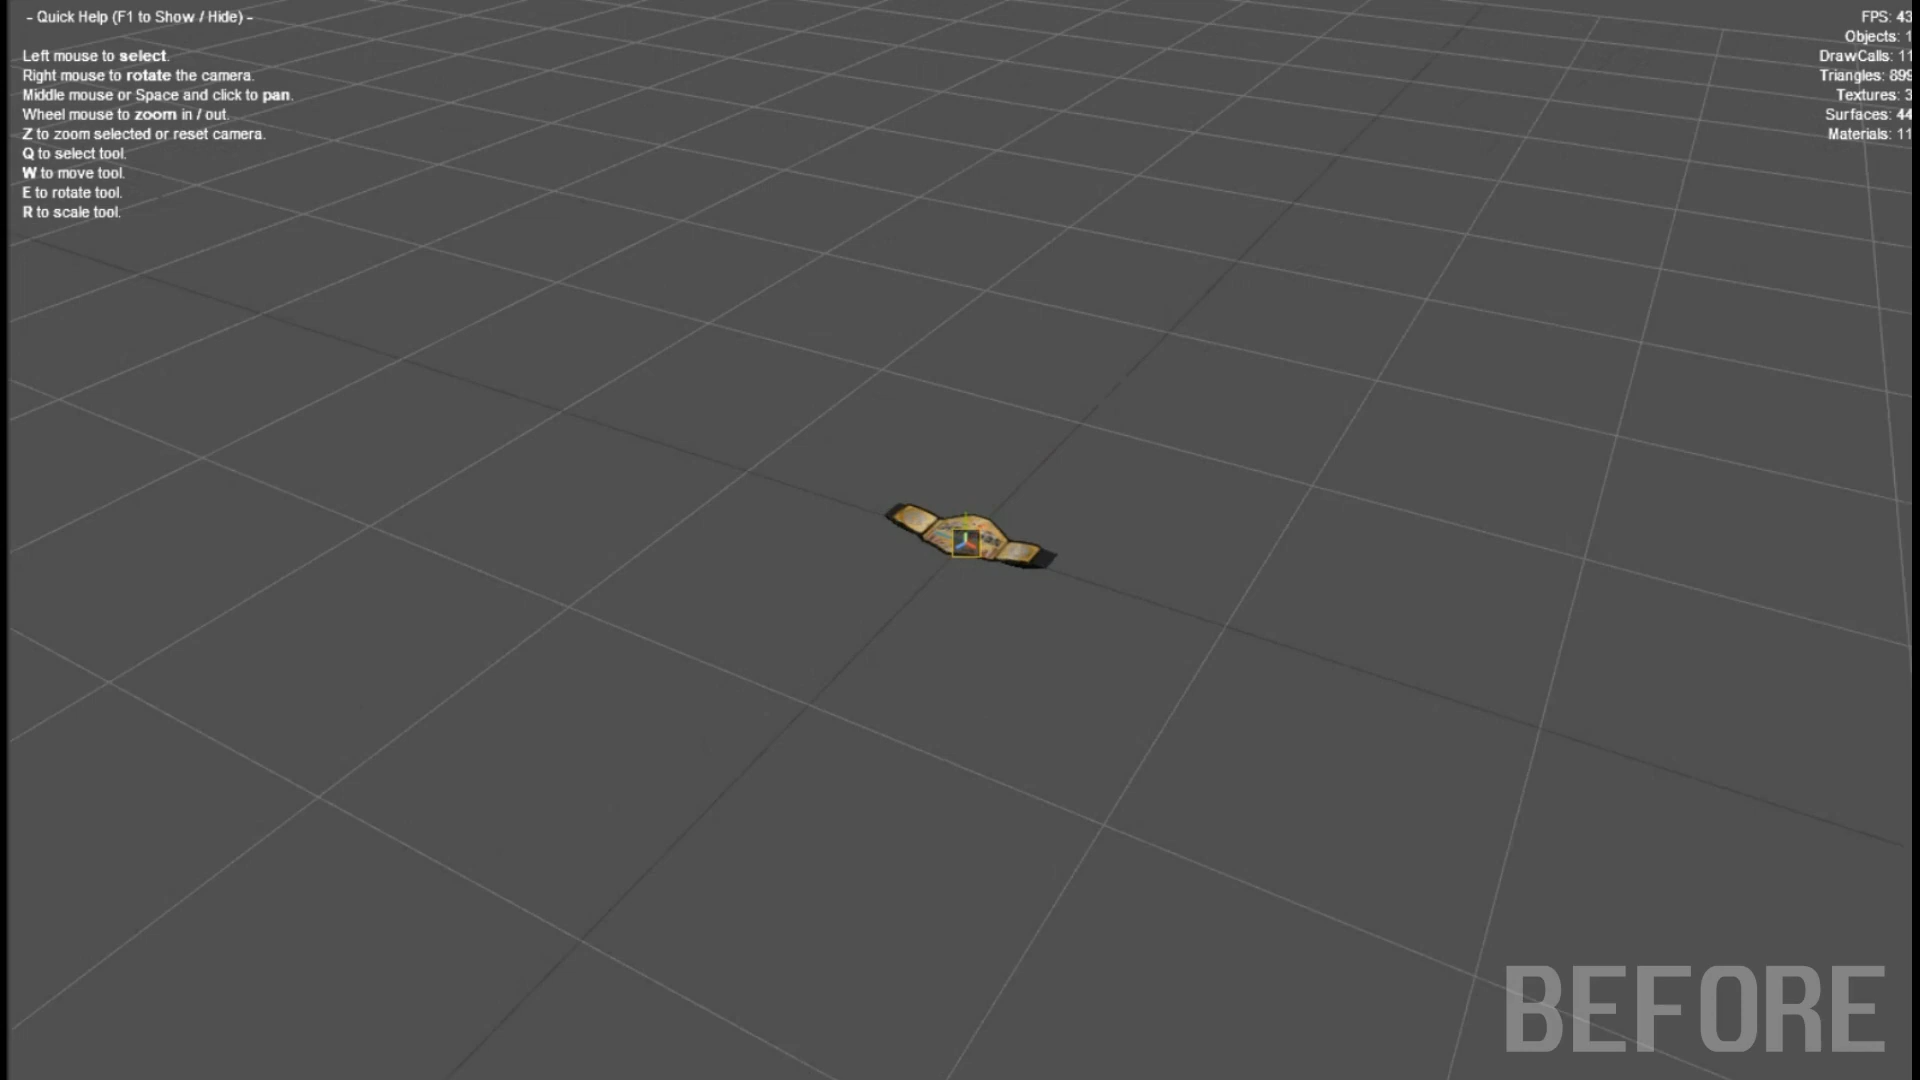 - Quick Help (F1 to Show / Hide) -
Left mouse to select.
Right mouse to rotate the camera.
Middle mouse or Space and click to pan.
Wheel mouse to zoom in / out.
Z to zoom selected or reset camera.
Q to select tool.
W to move tool.
E to rotate tool.
R to scale tool.
FPS: 43
Objects: 1
DrawCalls: 11
Triangles: 899
Textures: 3
Surfaces: 44
Materials: 11
BEFORE